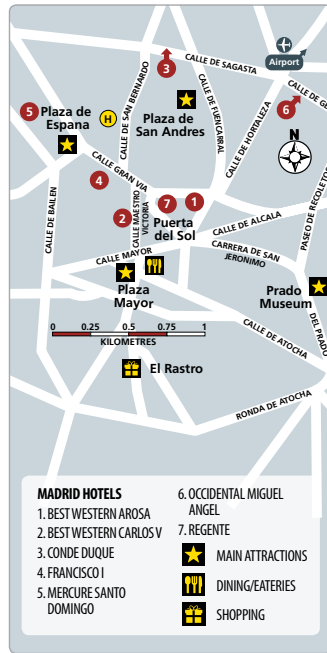 CALLE DE SAGASTA
Airport
3
CALLE DE SAN BERNARDO
CALLE DE FUENCARRAL
CALLE DE HORTALEZA
CALLE DE GE
6
5
Plaza de
Espana
H
Plaza de
San Andres
N
4
CALLE GRAN VIA
CALLE DE BAILEN
2
CALLE MAESTRO
VICTORIA
7
1
Puerta
del Sol
CALLE DE ALCALA
PASEO DE RECOLETO
CARRERA DE SAN
JERONIMO
CALLE MAYOR
Plaza
Mayor
Prado
Museum
DEL PRADO
0 0.25 0.5 0.75 1
KILOMETRES
CALLE DE ATOCHA
El Rastro
RONDA DE ATOCHA
MADRID HOTELS
1. BEST WESTERN AROSA
2. BEST WESTERN CARLOS V
3. CONDE DUQUE
4. FRANCISCO I
5. MERCURE SANTO
DOMINGO
6. OCCIDENTAL MIGUEL
ANGEL
7. REGENTE
MAIN ATTRACTIONS
DINING/EATERIES
SHOPPING